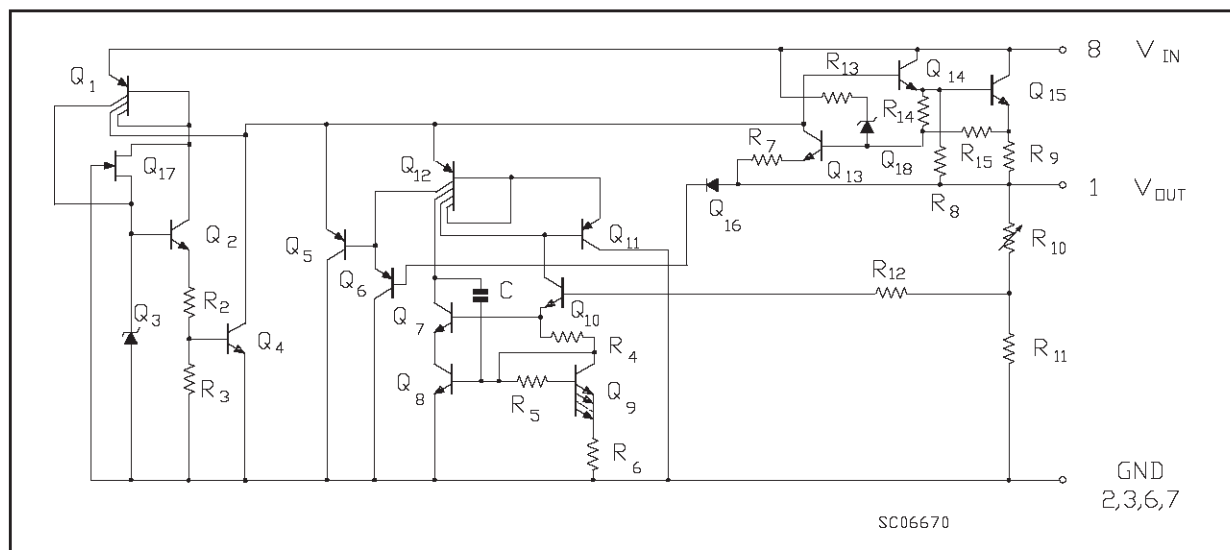 Q1
Q17
Q2
Q3
R2
R3
Q4
Q5
Q6
Q12
Q7
Q8
C
Q10
Q11
R4
R5
Q9
R6
R7
Q16
Q13
R13
R14
Q18
Q14
R15
R8
Q15
R9
R10
R12
R11
8 VIN
1 VOUT
GND
2,3,6,7
SC06670